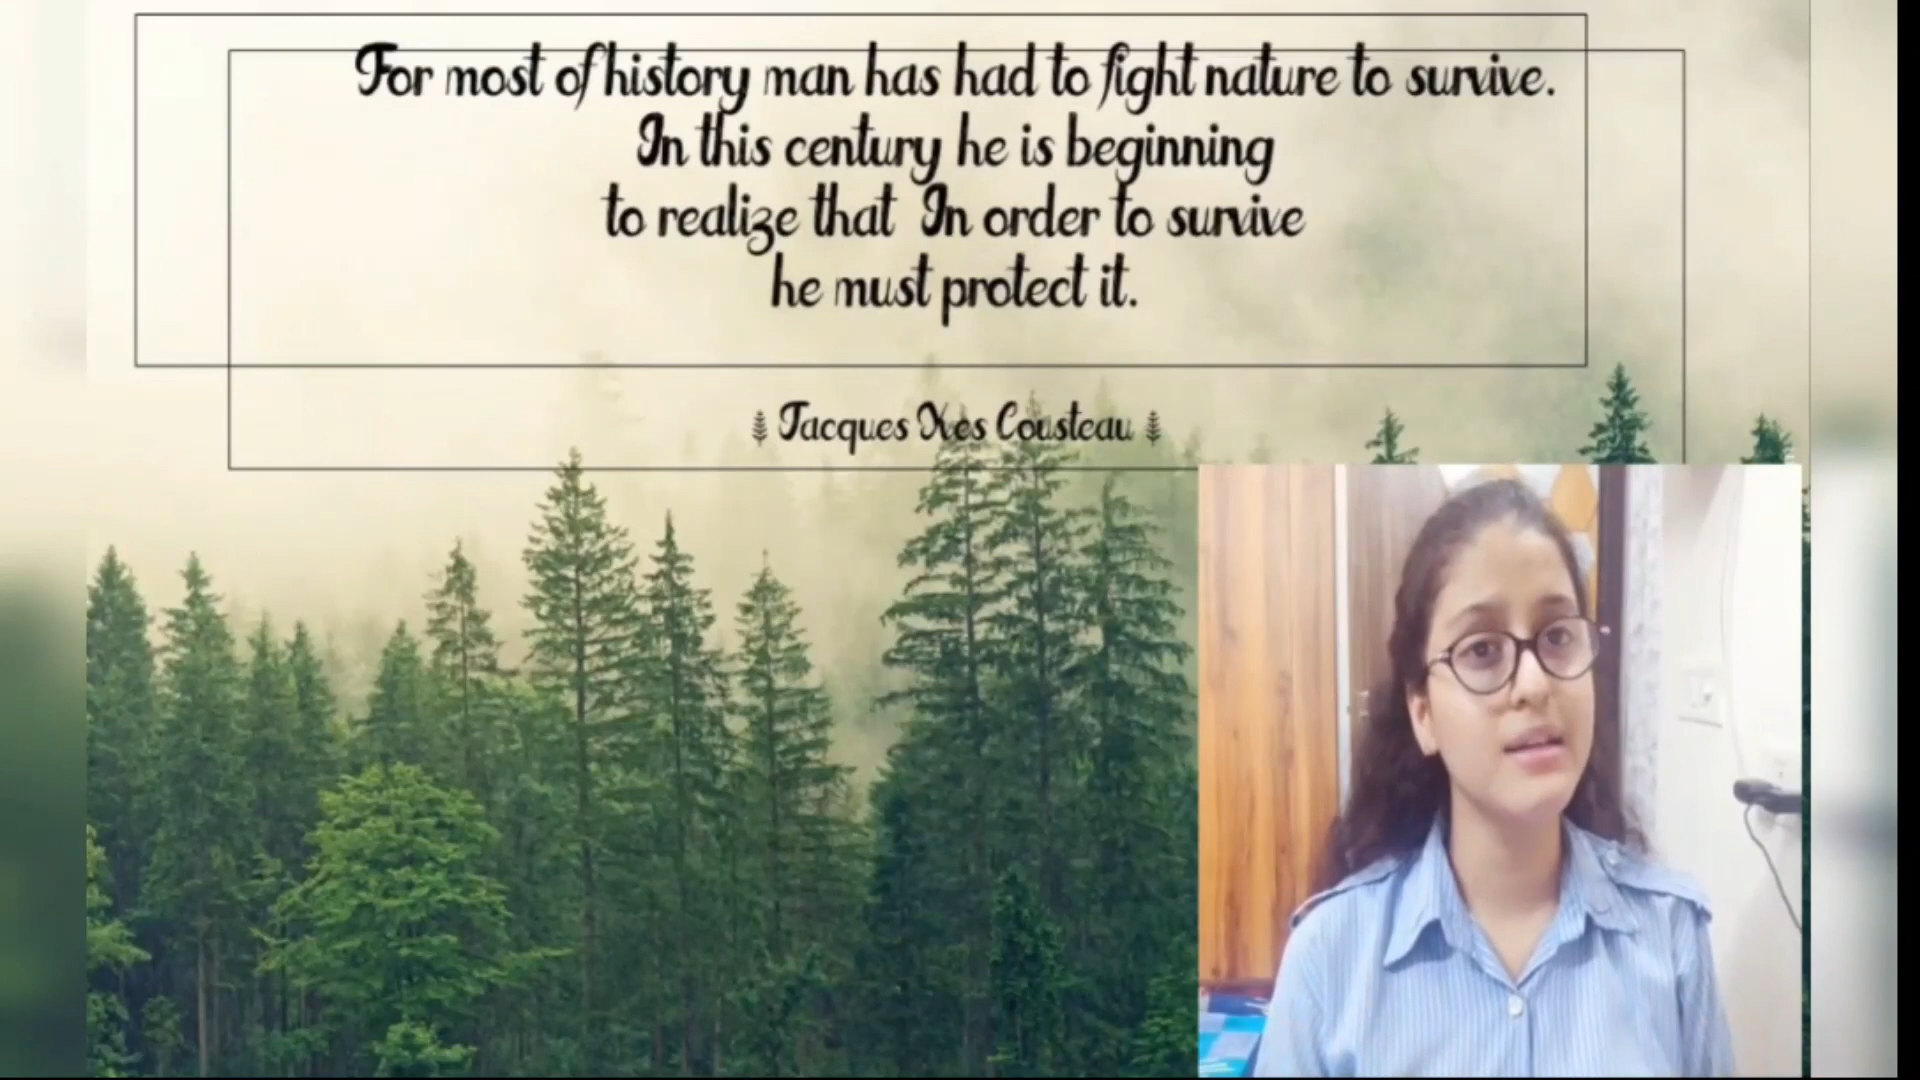 For most of history man has had to fight nature to survive.
In this century he is beginning
to realize that In order to survive
he must protect it.
Jacques Xes Cousteau